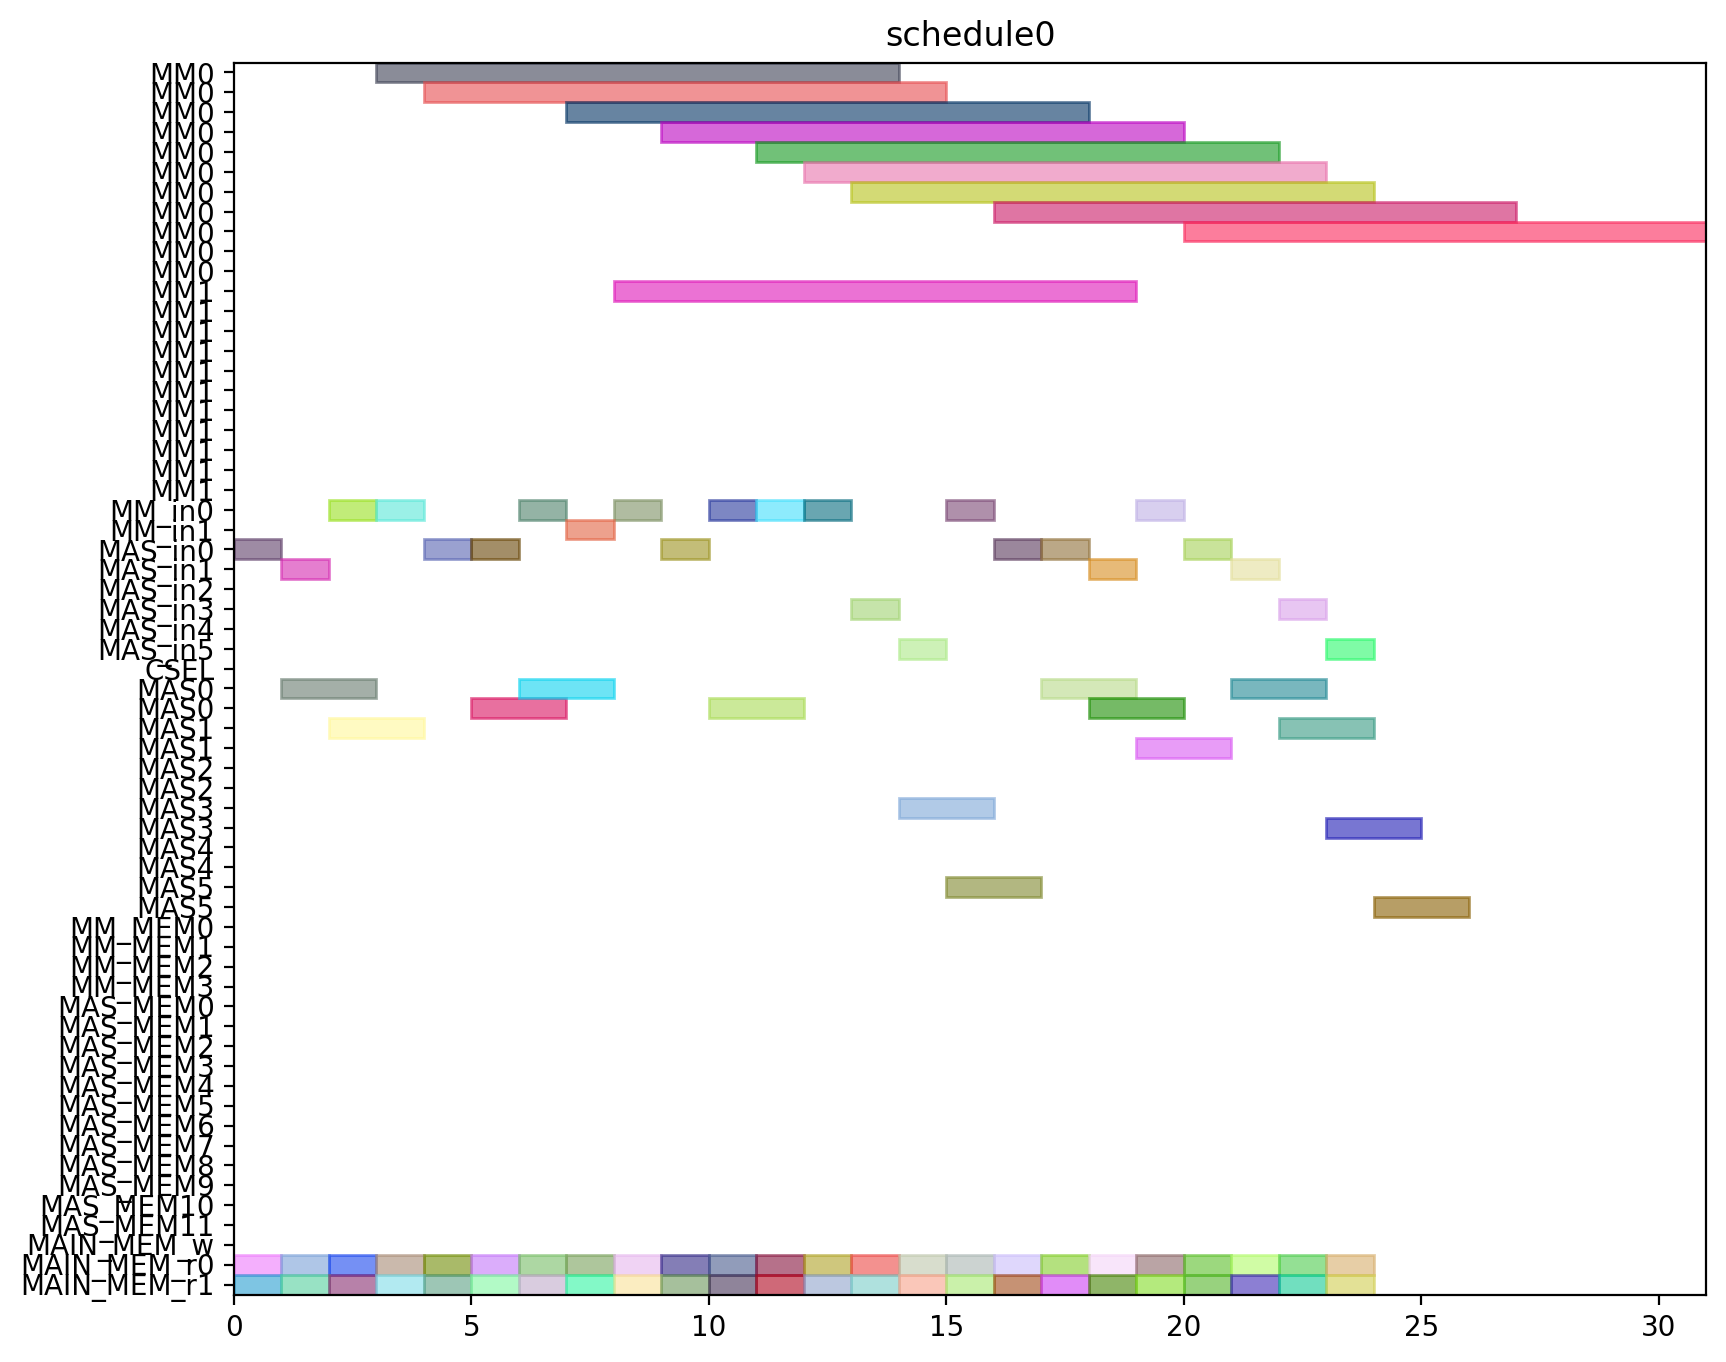 schedule0
MM0
MM0
MM0
MM0
MM0
MM0
MM0
MM0
MM0
MM0
MM0
MM1
MM1
MM1
MM1
MM1
MM1
MM1
MM1
MM1
MM1
MM1
MM_in0
MM_in1
MAS_in0
MAS_in1
MAS_in2
MAS_in3
MAS_in4
MAS_in5
CSEL
MAS0
MAS0
MAS1
MAS1
MAS2
MAS2
MAS3
MAS3
MAS4
MAS4
MAS5
MAS5
MM_MEM0
MM_MEM1
MM_MEM2
MM_MEM3
MAS_MEM0
MAS_MEM1
MAS_MEM2
MAS_MEM3
MAS_MEM4
MAS_MEM5
MAS_MEM6
MAS_MEM7
MAS_MEM8
MAS_MEM9
MAS_MEM10
MAS_MEM11
MAIN_MEM_w
MAIN_MEM_r0
MAIN_MEM_r1
0 5 10 15 20 25 30